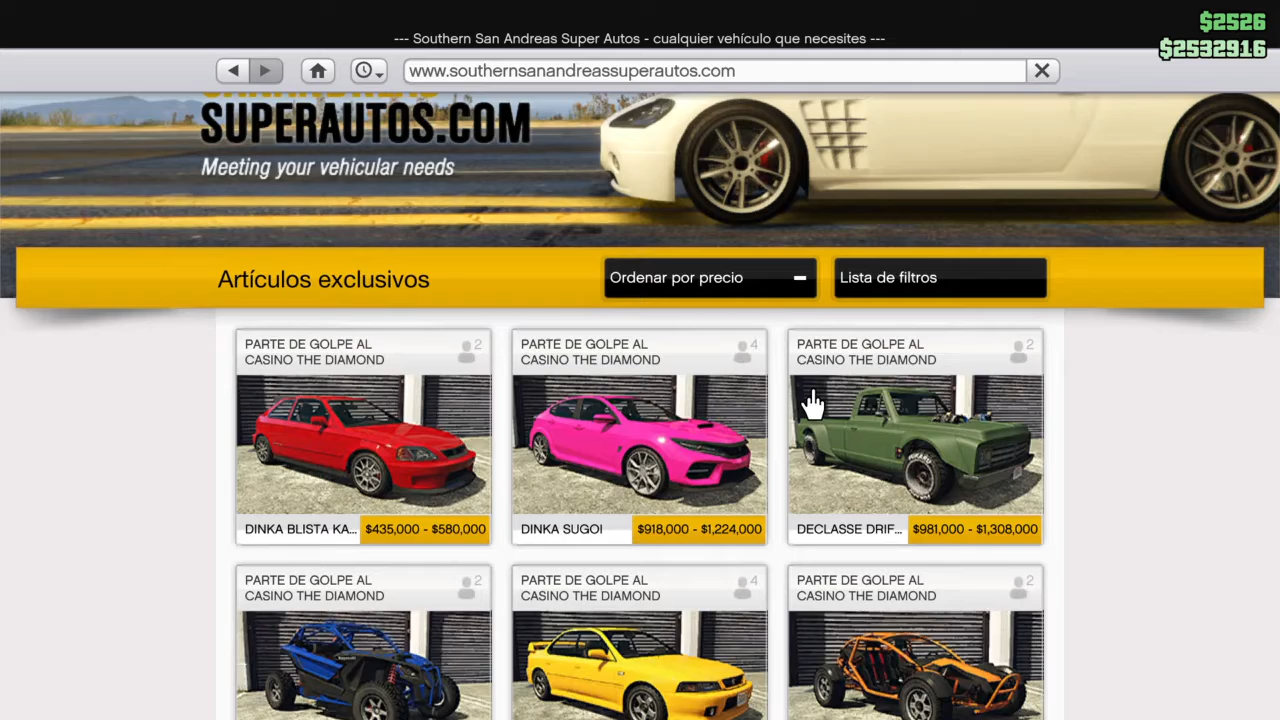 $2526
--- Southern San Andreas Super Autos - cualquier vehículo que necesites ---
$2532916
www.southernsanandreassuperautos.com
SUPERAUTOS.COM
Meeting your vehicular needs
Artículos exclusivos
Ordenar por precio
Lista de filtros
PARTE DE GOLPE AL
CASINO THE DIAMOND
2
PARTE DE GOLPE AL
CASINO THE DIAMOND
4
PARTE DE GOLPE AL
CASINO THE DIAMOND
2
DINKA BLISTA KA...
$435,000 - $580,000
DINKA SUGOI
$918,000 - $1,224,000
DECLASSE DRIF...
$981,000 - $1,308,000
PARTE DE GOLPE AL
CASINO THE DIAMOND
2
PARTE DE GOLPE AL
CASINO THE DIAMOND
4
PARTE DE GOLPE AL
CASINO THE DIAMOND
2